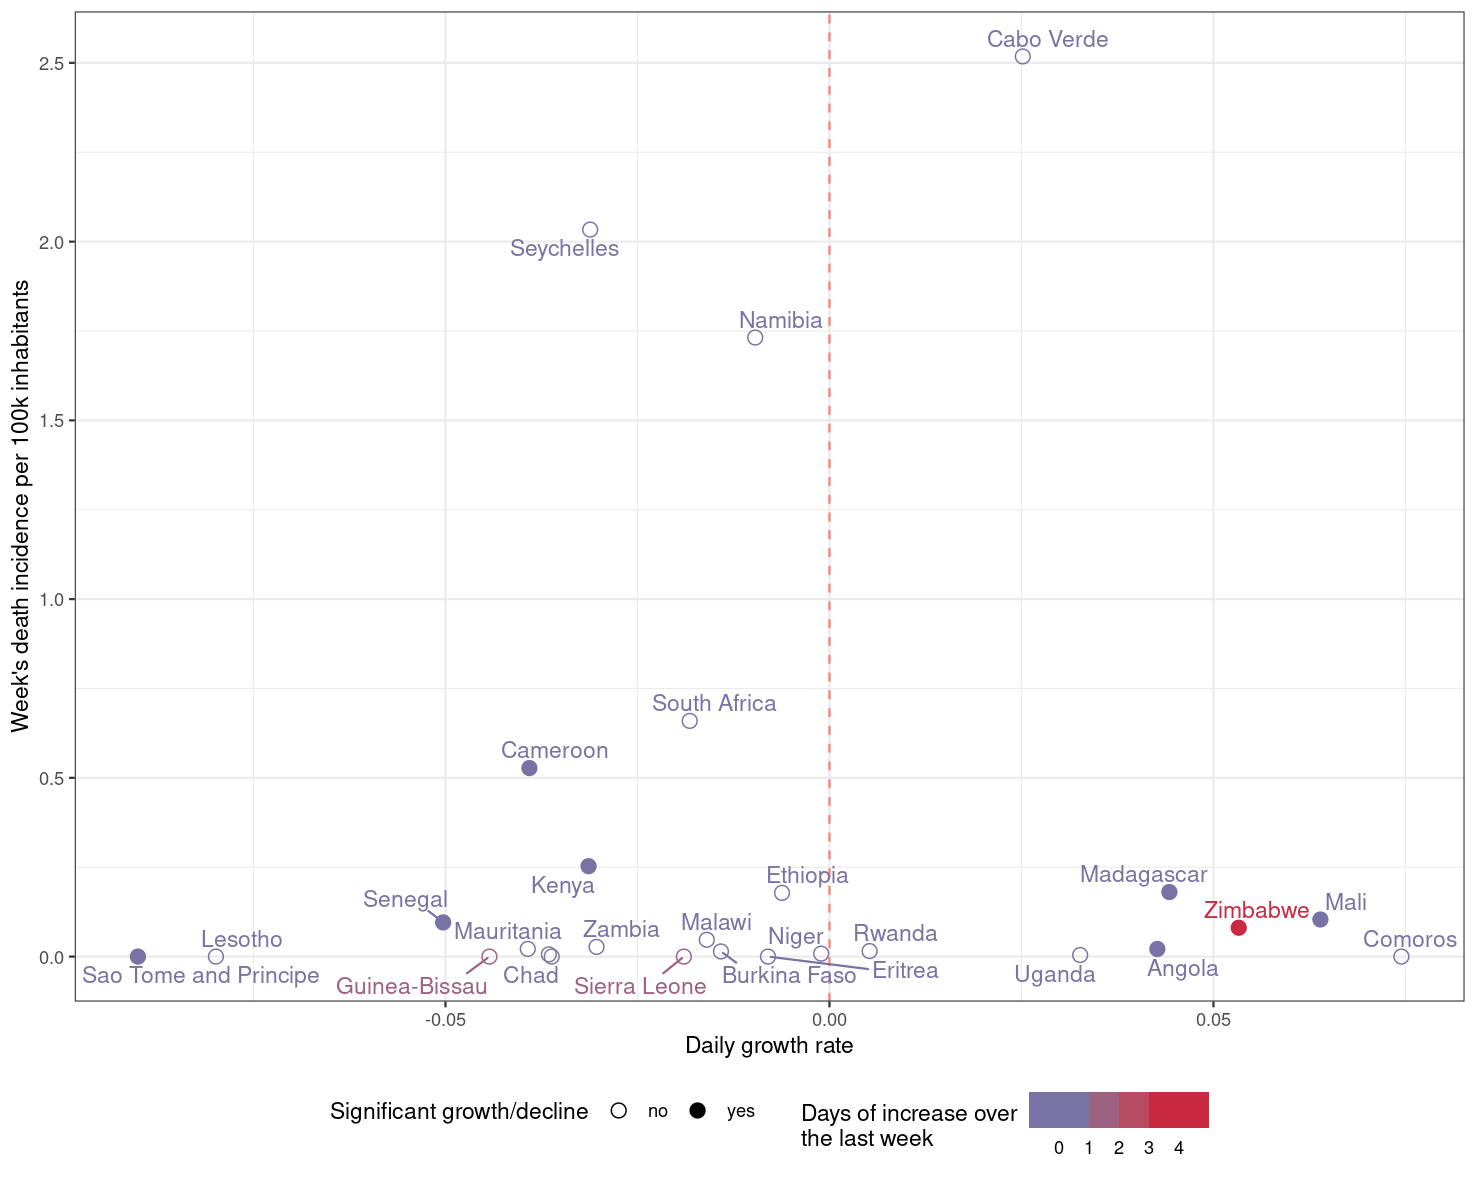 Cabo Verde
2.5
2.0
Seychelles
Namibia
1.5
Week's death incidence per 100k inhabitants
1.0
South Africa
Cameroon
0.5
Kenya
Ethiopia
Madagascar
Senegal
Mali
Zimbabwe
Mauritania
Zambia
Malawi
Niger
Rwanda
Lesotho
Comoros
0.0
Sao Tome and Principe
Chad
Burkina Faso
Eritrea
Uganda
Angola
Guinea-Bissau
Sierra Leone
-0.05
0.00
0.05
Daily growth rate
Significant growth/decline
no
yes
Days of increase over
the last week
0 1 2 3 4